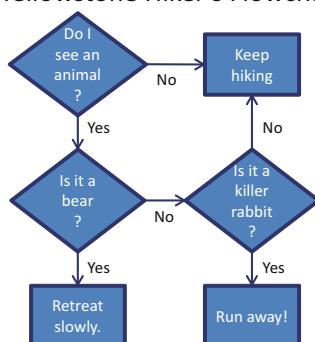 Yellowstone Hiker's Flowchart
Do I
see an
animal
?
No
Keep
hiking
Yes
No
Is it a
bear
?
No
Is it a
killer
rabbit
?
Yes
Yes
Retreat
slowly.
Run away!